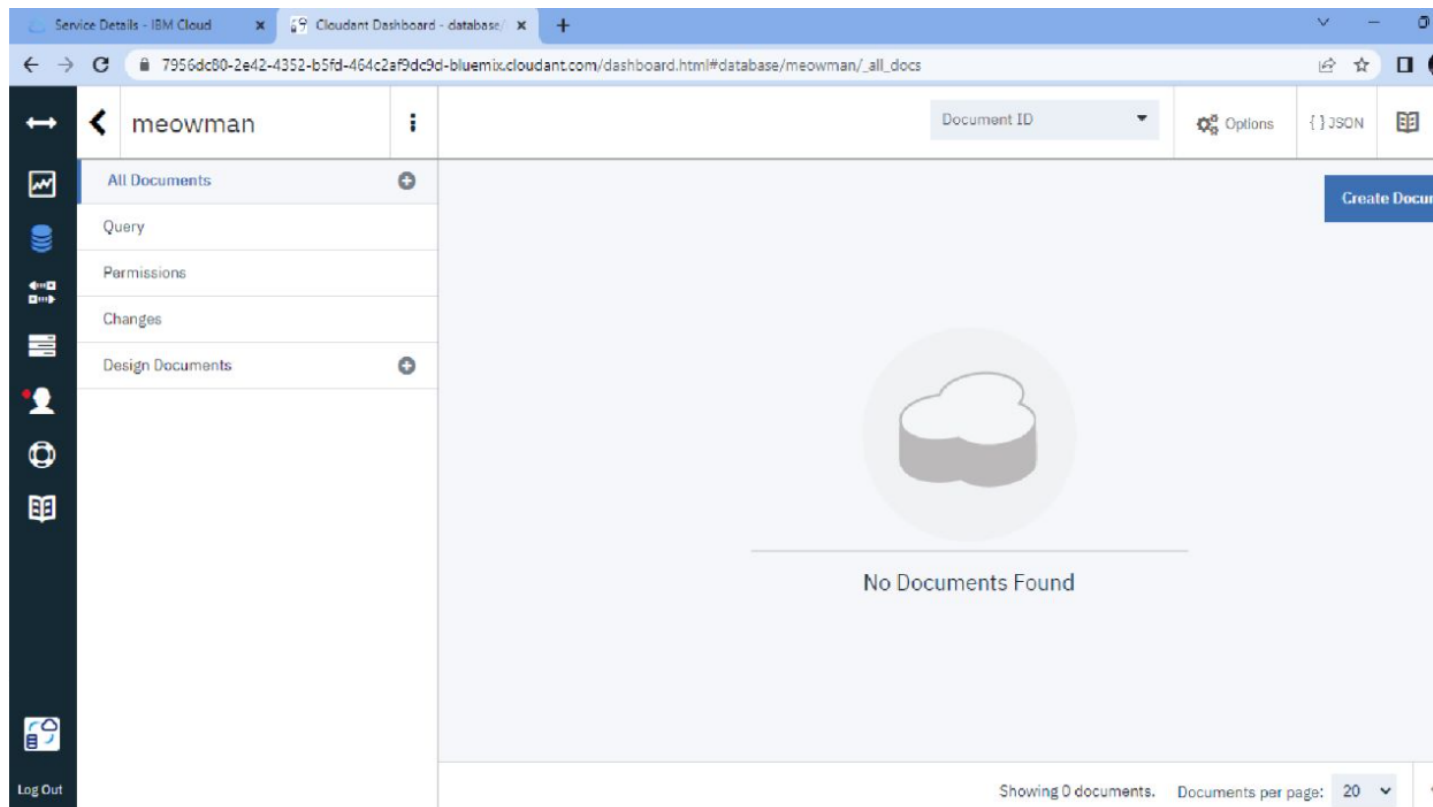 Service Details - IBM Cloud
Cloudant Dashboard - database/
7956dc80-2e42-4352-b5fd-464c2af9dc9d-bluemix.cloudant.com/dashboard.html#database/meowman/_all_docs
meowman
Document ID
Options
{ } JSON
All Documents
Create Docum
Query
Permissions
Changes
Design Documents
No Documents Found
Log Out
Showing 0 documents.
Documents per page: 20